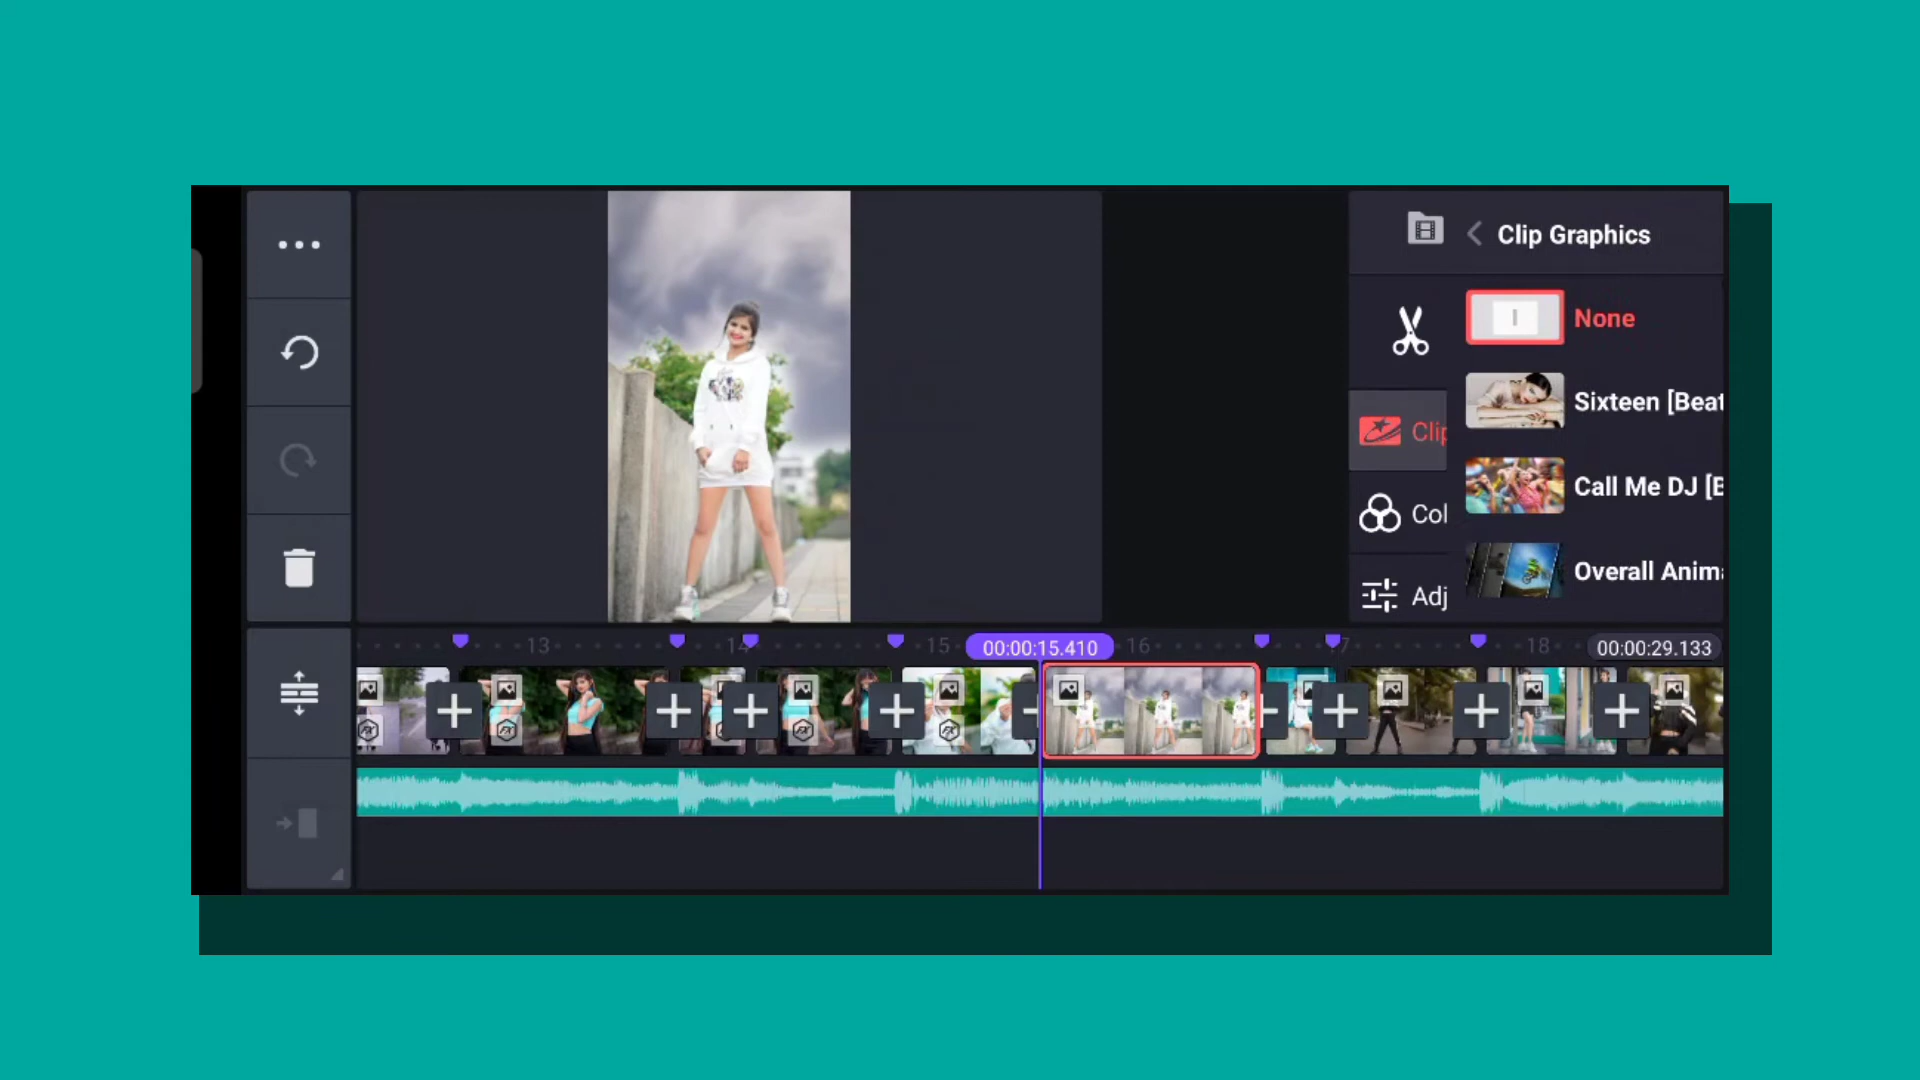 Clip Graphics
None
Sixteen [Beat
Clip
Call Me DJ [B
Col
Overall Anima
Adj
13
14
15
00:00:15.410
16
17
18
00:00:29.133